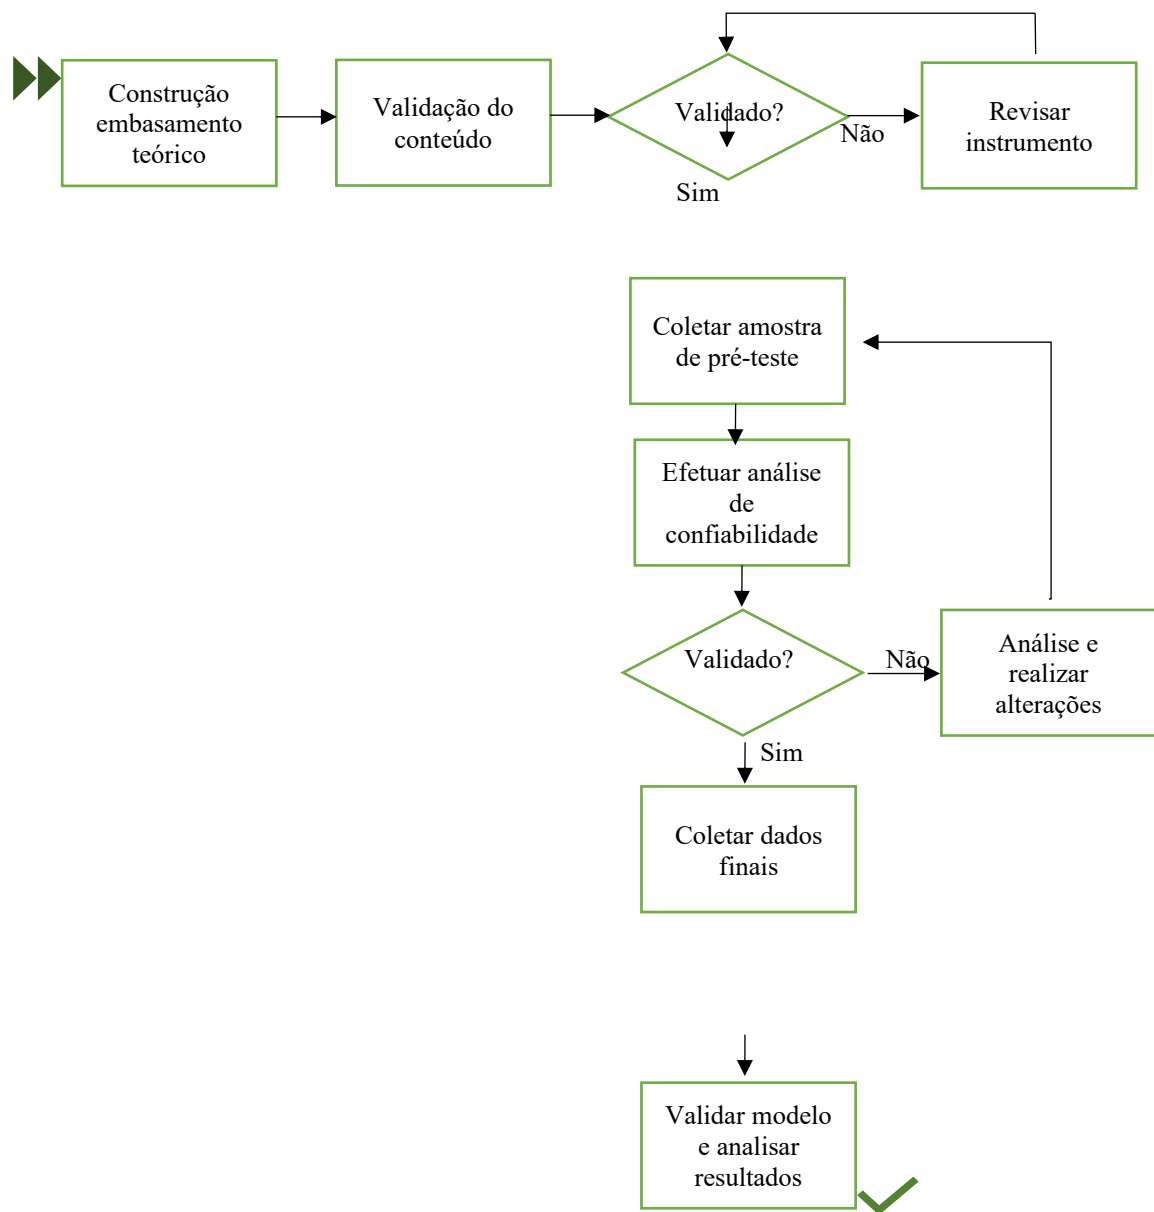 Construção
embasamento
teórico
Validação do
conteúdo
Validado?
Não
Sim
Revisar
instrumento
Coletar amostra
de pré-teste
Efetuar análise
de
confiabilidade
Validado?
Não
Análise e
realizar
alterações
Sim
Coletar dados
finais
Validar modelo
e analisar
resultados